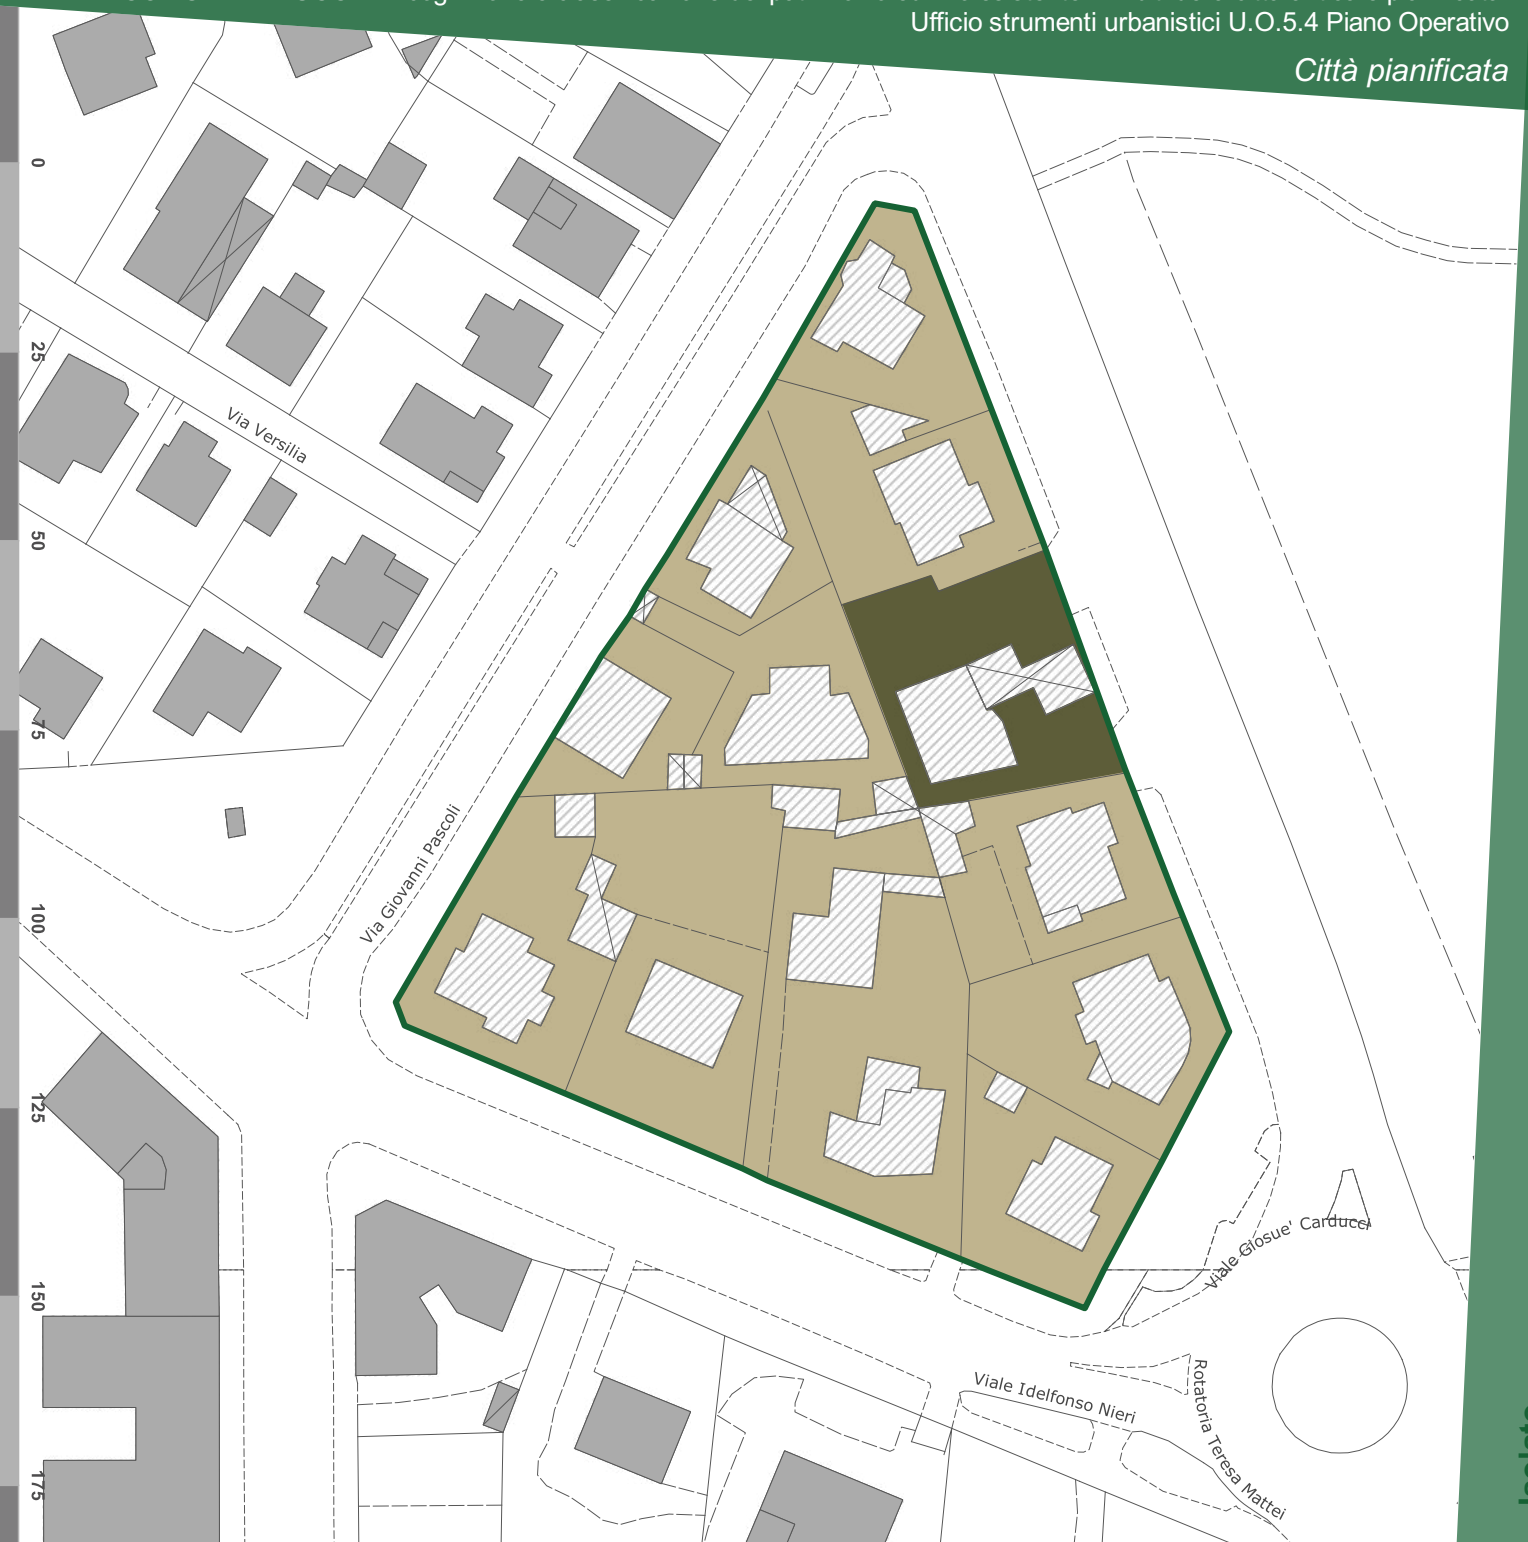 Ufficio strumenti urbanistici U.O.5.4 Piano Operativo
Città pianificata
0
25
50
75
100
125
150
175
Via Versilia
Via Giovanni Pascoli
Viale Giosue' Carducci
Viale Idelfonso Nieri
Rotatoria Teresa Mattei